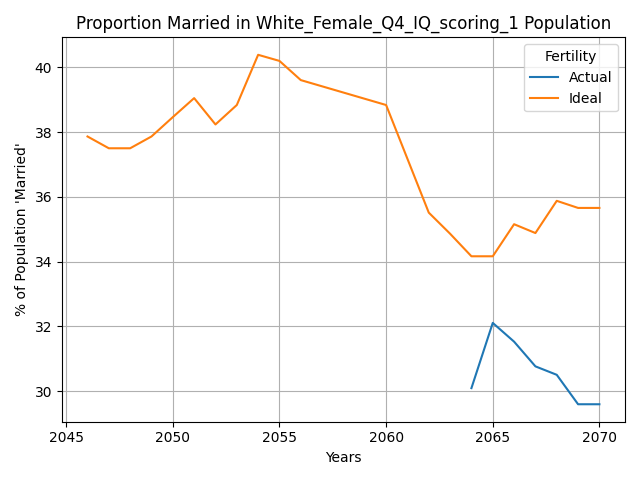 Proportion Married in White_Female_Q4_IQ_scoring_1 Population
% of Population 'Married'
40
38
36
34
32
30
Fertility
Actual
Ideal
2045
2050
2055
2060
2065
2070
Years